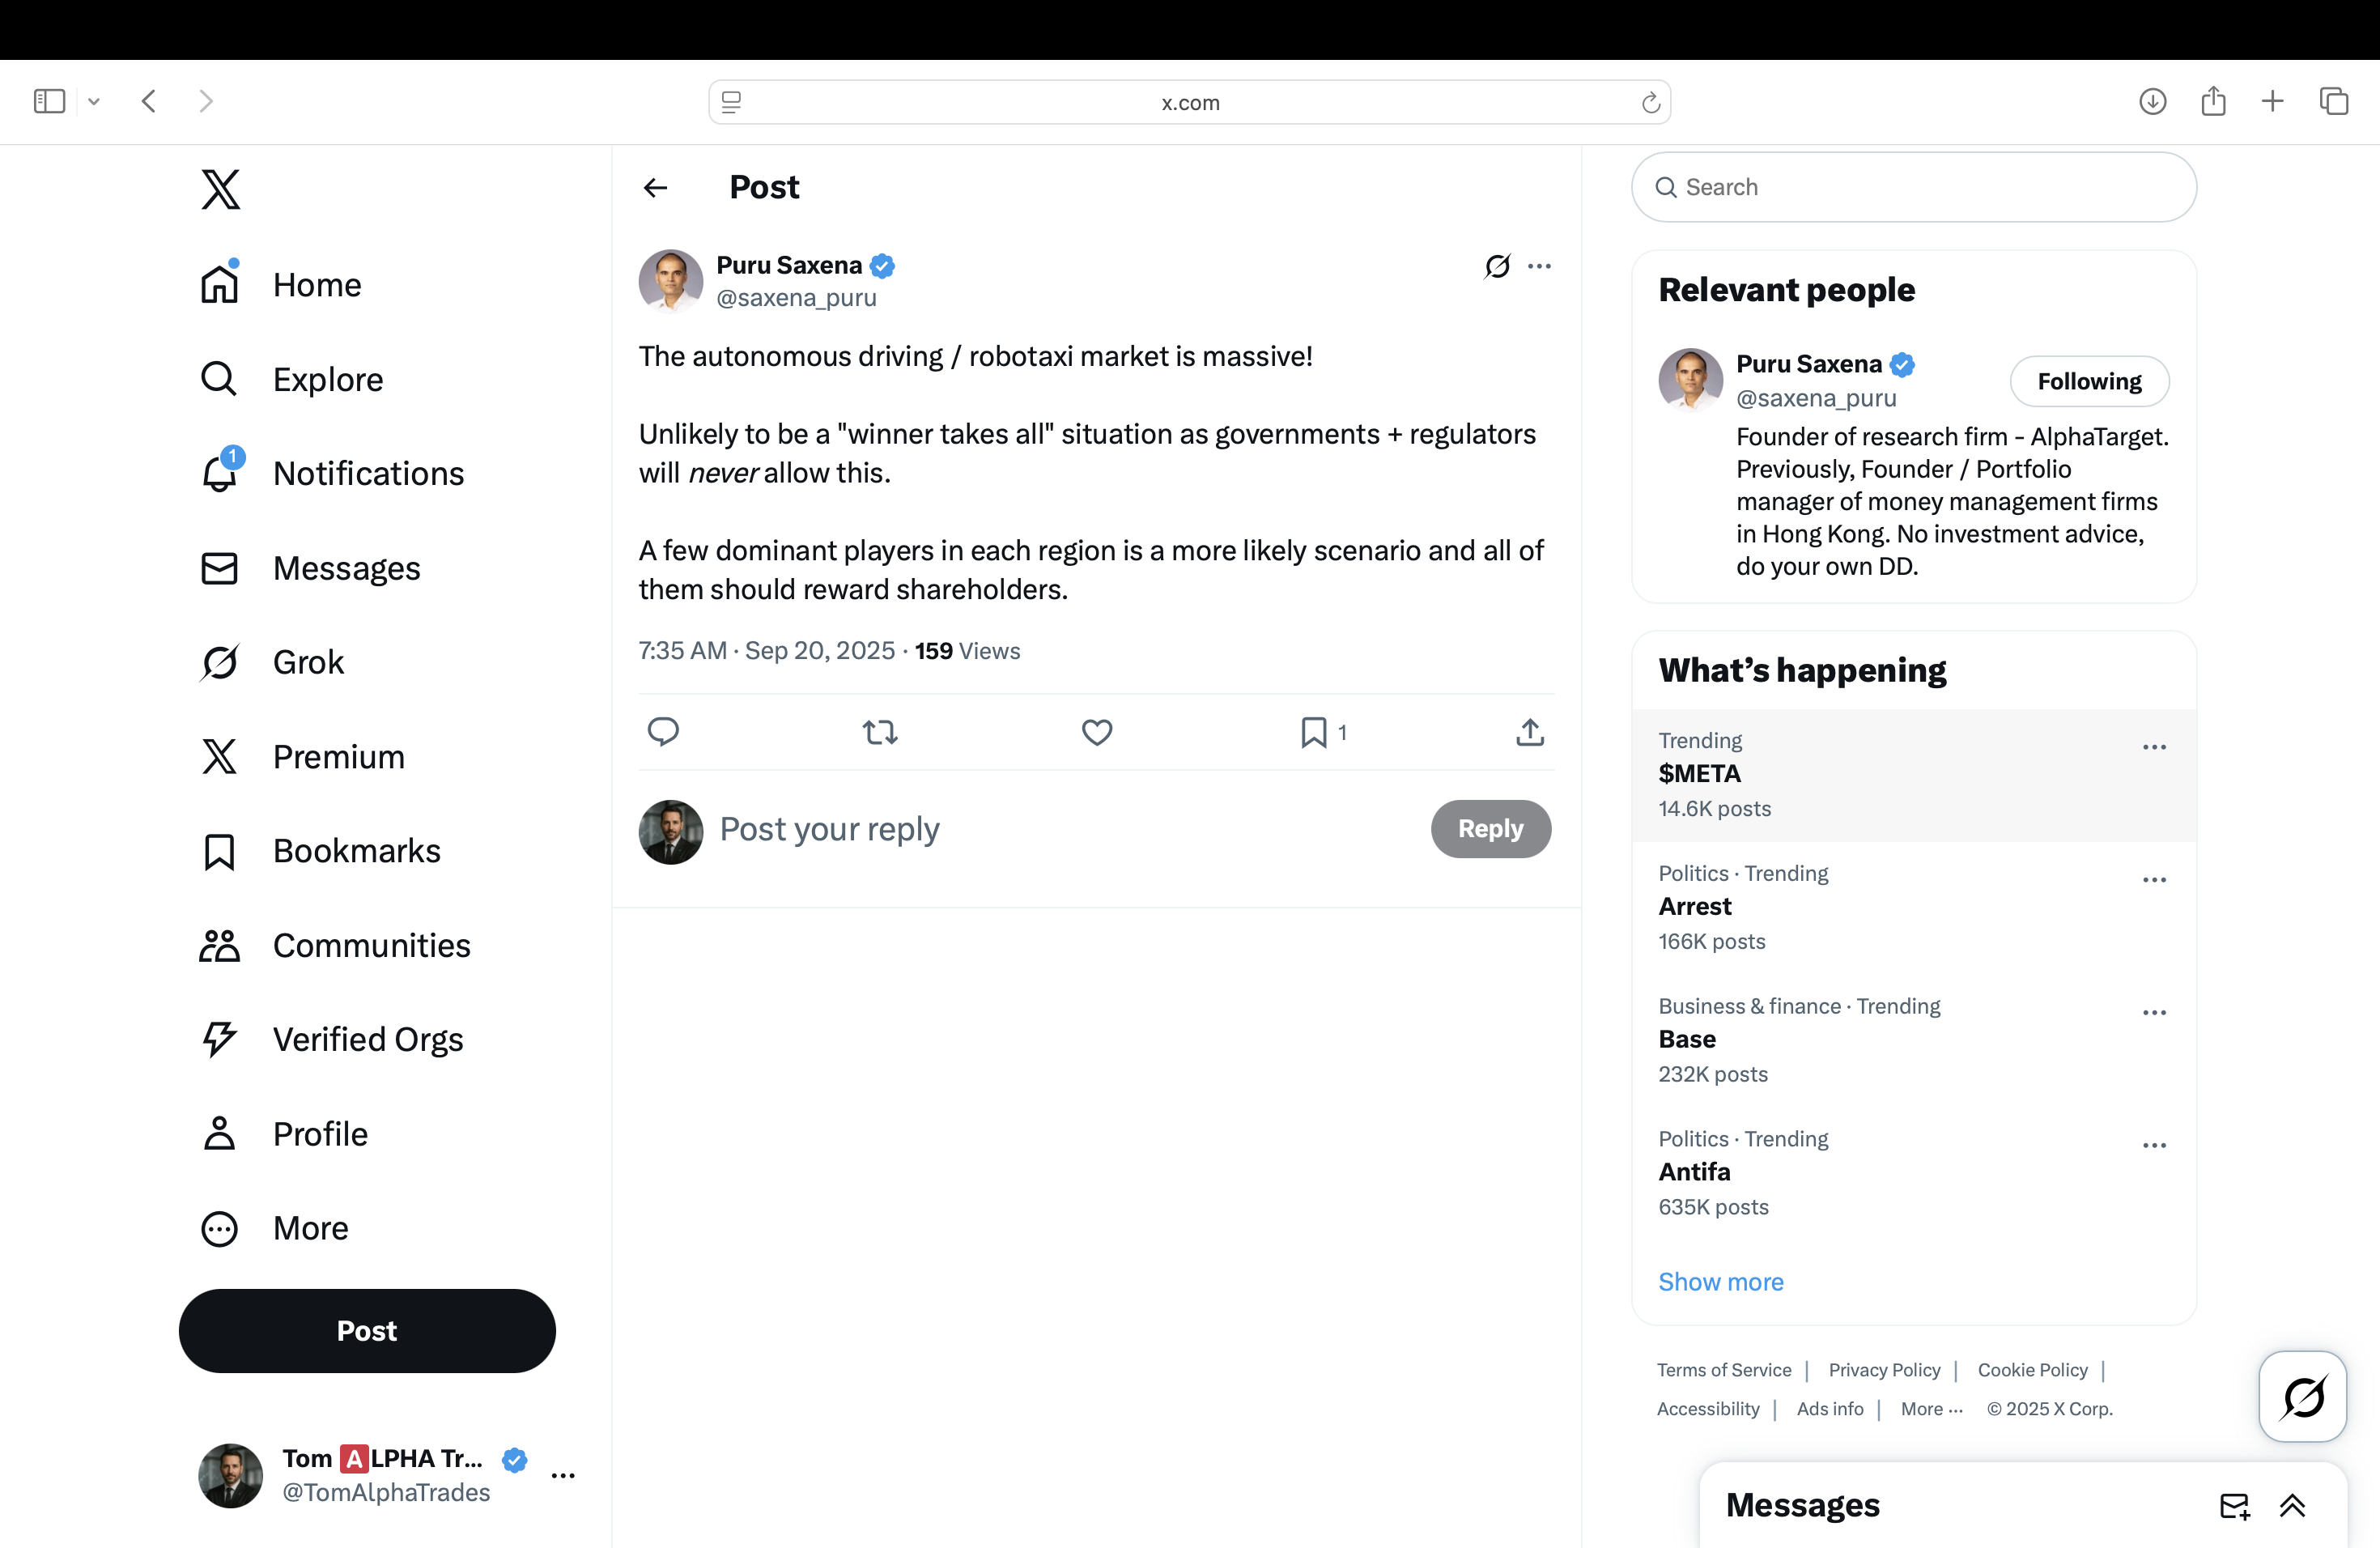 x.com
Home
Explore
1
Notifications
Messages
Grok
Premium
Bookmarks
Communities
Verified Orgs
Profile
More
Post
Tom 🅰️LPHA Tr...
@TomAlphaTrades
Post
Puru Saxena
@saxena_puru
The autonomous driving / robotaxi market is massive!
Unlikely to be a "winner takes all" situation as governments + regulators
will never allow this.
A few dominant players in each region is a more likely scenario and all of
them should reward shareholders.
7:35 AM · Sep 20, 2025 · 159 Views
1
Post your reply
Reply
Search
Relevant people
Puru Saxena
@saxena_puru
Following
Founder of research firm - AlphaTarget.
Previously, Founder / Portfolio
manager of money management firms
in Hong Kong. No investment advice,
do your own DD.
What's happening
Trending
$META
14.6K posts
Politics · Trending
Arrest
166K posts
Business & finance · Trending
Base
232K posts
Politics · Trending
Antifa
635K posts
Show more
Terms of Service | Privacy Policy | Cookie Policy |
Accessibility | Ads info | More ··· © 2025 X Corp.
Messages